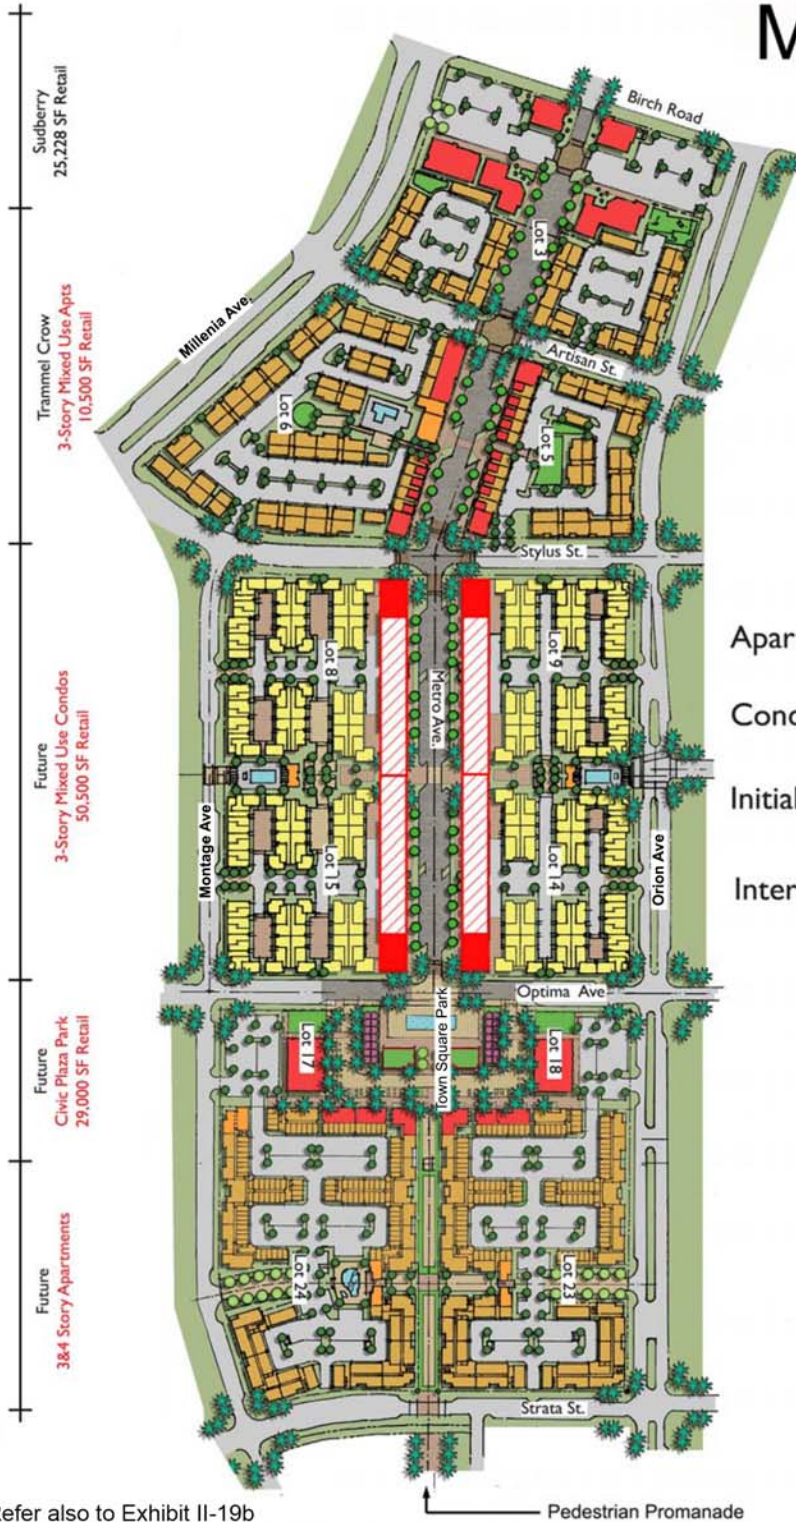 M
Birch Road
Sudberry
25,228 SF Retail
Lot 3
Trammel Crow
3-Story Mixed Use Apts
10,500 SF Retail
Millenia Ave.
Artisan St.
Lot 6
Lot 5
Stylus St.
Future
3-Story Mixed Use Condos
50,500 SF Retail
Lot 8
Lot 9
Metro Ave.
Apar
Cond
Initial
Inter
Montage Ave
Orion Ave
Lot 15
Lot 14
Optima Ave
Future
Civic Plaza Park
29,000 SF Retail
Lot 17
Town Square Park
Lot 18
Future
3&4 Story Apartments
Lot 24
Lot 23
Strata St.
Refer also to Exhibit II-19b
Pedestrian Promanade